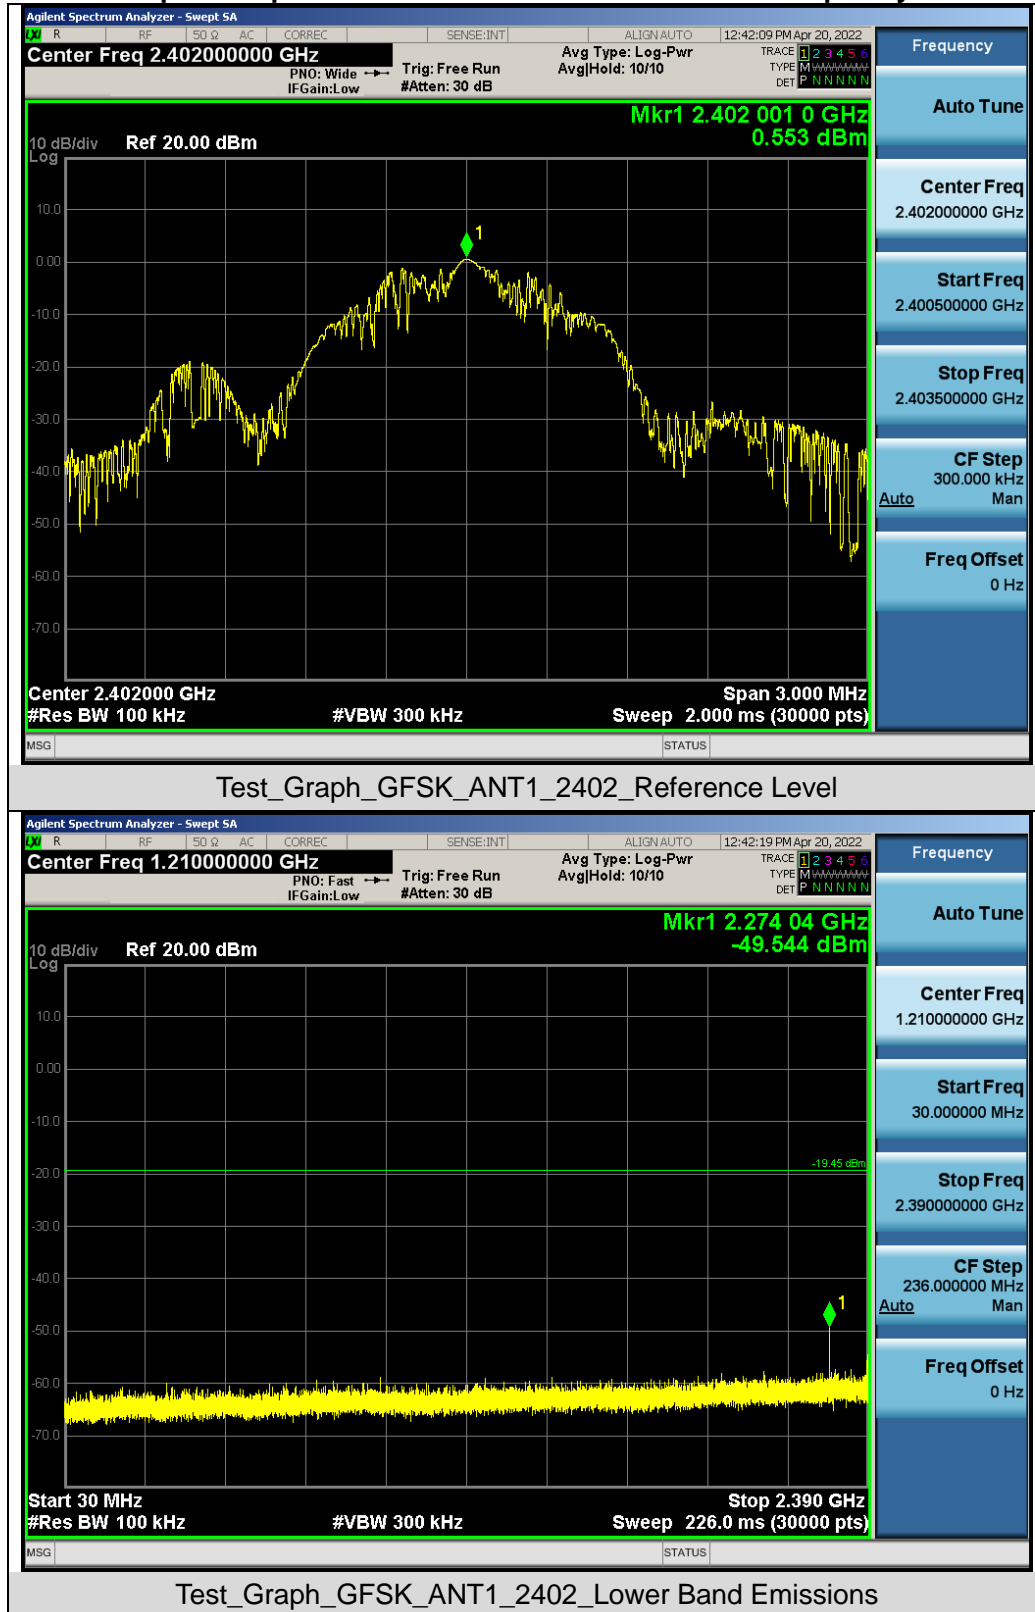 Agilent Spectrum Analyzer - Swept SA
LXI R RF 50 Ω AC CORREC SENSE:INT ALIGN AUTO 12:42:09 PM Apr 20, 2022
Center Freq 2.402000000 GHz
PNO: Wide
IFGain:Low
Trig: Free Run
#Atten: 30 dB
Avg Type: Log-Pwr
Avg|Hold: 10/10
TRACE 1 2 3 4 5 6
TYPE M
DET P N N N N N
Mkr1 2.402 001 0 GHz
0.553 dBm
10 dB/div Ref 20.00 dBm
Log
10.0
0.00
-10.0
-20.0
-30.0
-40.0
-50.0
-60.0
-70.0
1
Center 2.402000 GHz Span 3.000 MHz
#Res BW 100 kHz #VBW 300 kHz Sweep 2.000 ms (30000 pts)
MSG STATUS
Frequency
Auto Tune
Center Freq
2.402000000 GHz
Start Freq
2.400500000 GHz
Stop Freq
2.403500000 GHz
CF Step
300.000 kHz
Auto Man
Freq Offset
0 Hz
Test_Graph_GFSK_ANT1_2402_Reference Level
Agilent Spectrum Analyzer - Swept SA
LXI R RF 50 Ω AC CORREC SENSE:INT ALIGN AUTO 12:42:19 PM Apr 20, 2022
Center Freq 1.210000000 GHz
PNO: Fast
IFGain:Low
Trig: Free Run
#Atten: 30 dB
Avg Type: Log-Pwr
Avg|Hold: 10/10
TRACE 1 2 3 4 5 6
TYPE M
DET P N N N N N
Mkr1 2.274 04 GHz
-49.544 dBm
10 dB/div Ref 20.00 dBm
Log
10.0
0.00
-10.0
-20.0
-30.0
-40.0
-50.0
-60.0
-70.0
-19.45 dBm
1
Start 30 MHz Stop 2.390 GHz
#Res BW 100 kHz #VBW 300 kHz Sweep 226.0 ms (30000 pts)
MSG STATUS
Frequency
Auto Tune
Center Freq
1.210000000 GHz
Start Freq
30.000000 MHz
Stop Freq
2.390000000 GHz
CF Step
236.000000 MHz
Auto Man
Freq Offset
0 Hz
Test_Graph_GFSK_ANT1_2402_Lower Band Emissions